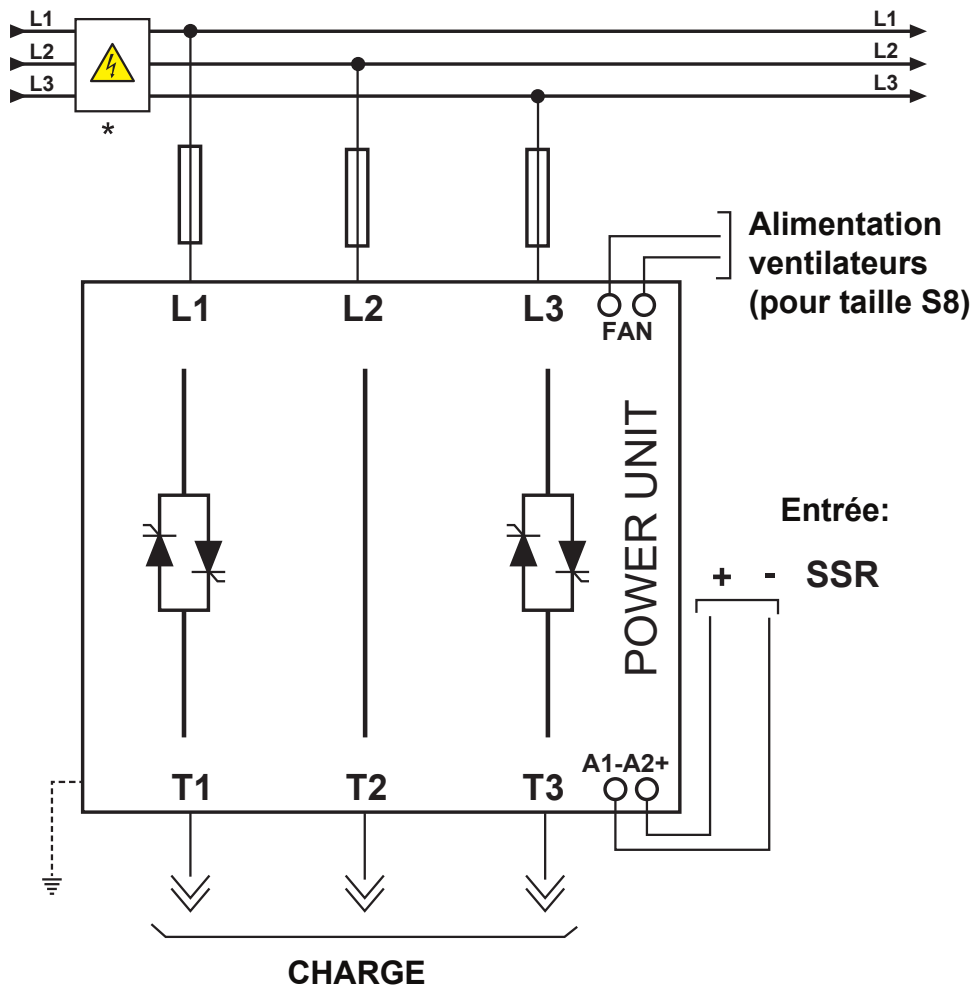 L1 L1
L2 L2
L3 L3
*
Alimentation
ventilateurs
(pour taille S8)
L1 L2 L3
FAN
POWER UNIT
Entrée:
+ - SSR
A1-A2+
T1 T2 T3
CHARGE